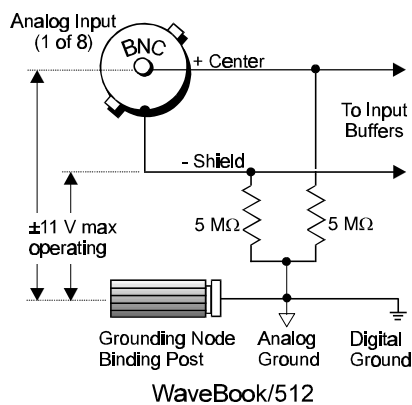 Analog Input
(1 of 8)
BNC
+ Center
To Input
Buffers
- Shield
±11 V max
operating
5 MΩ
5 MΩ
Grounding Node
Binding Post
Analog
Ground
Digital
Ground
WaveBook/512